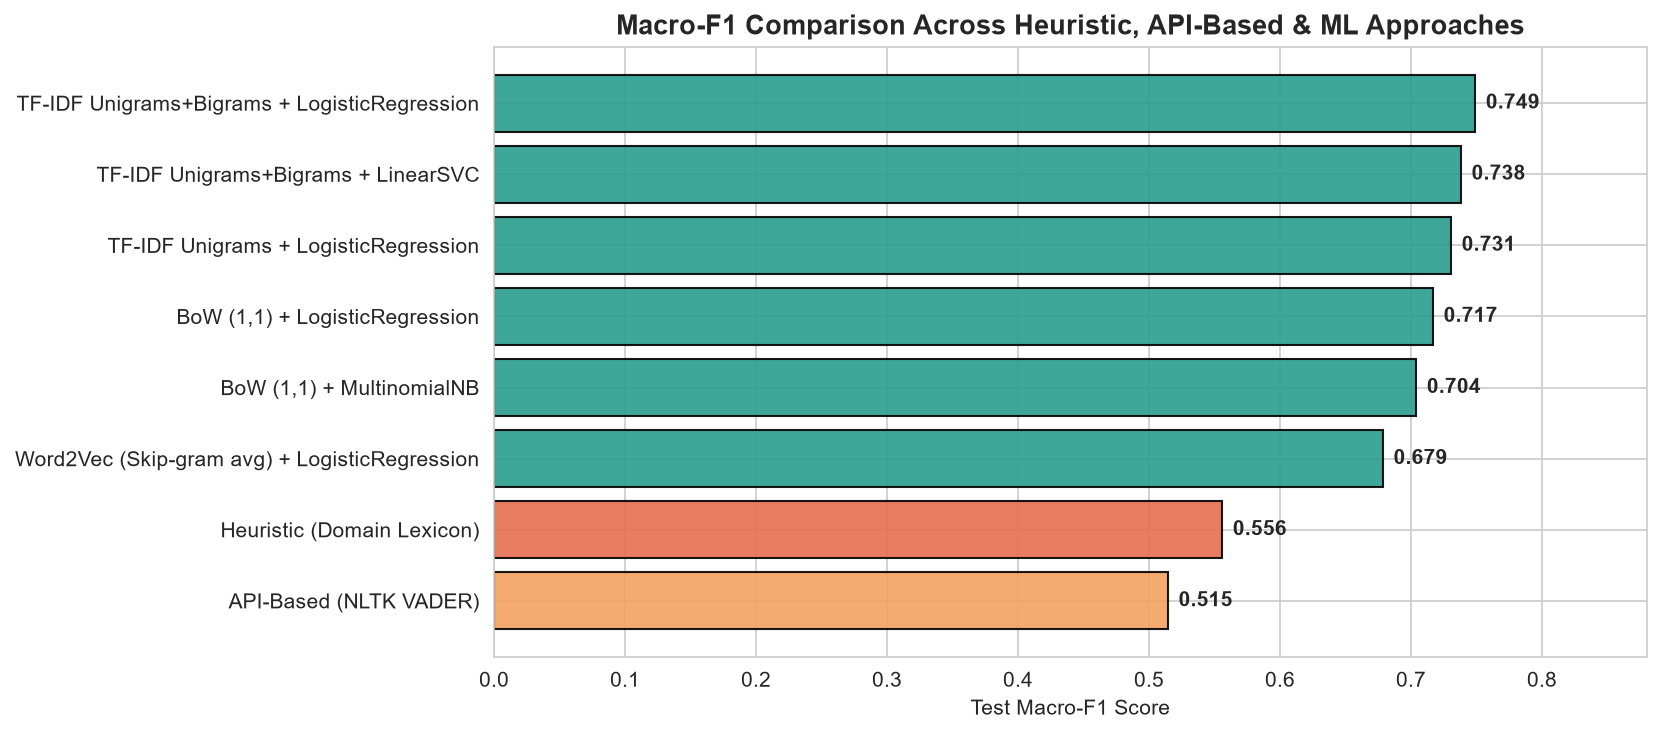 Macro-F1 Comparison Across Heuristic, API-Based & ML Approaches
TF-IDF Unigrams+Bigrams + LogisticRegression 0.749
TF-IDF Unigrams+Bigrams + LinearSVC 0.738
TF-IDF Unigrams + LogisticRegression 0.731
BoW (1,1) + LogisticRegression 0.717
BoW (1,1) + MultinomialNB 0.704
Word2Vec (Skip-gram avg) + LogisticRegression 0.679
Heuristic (Domain Lexicon) 0.556
API-Based (NLTK VADER) 0.515
0.0 0.1 0.2 0.3 0.4 0.5 0.6 0.7 0.8
Test Macro-F1 Score